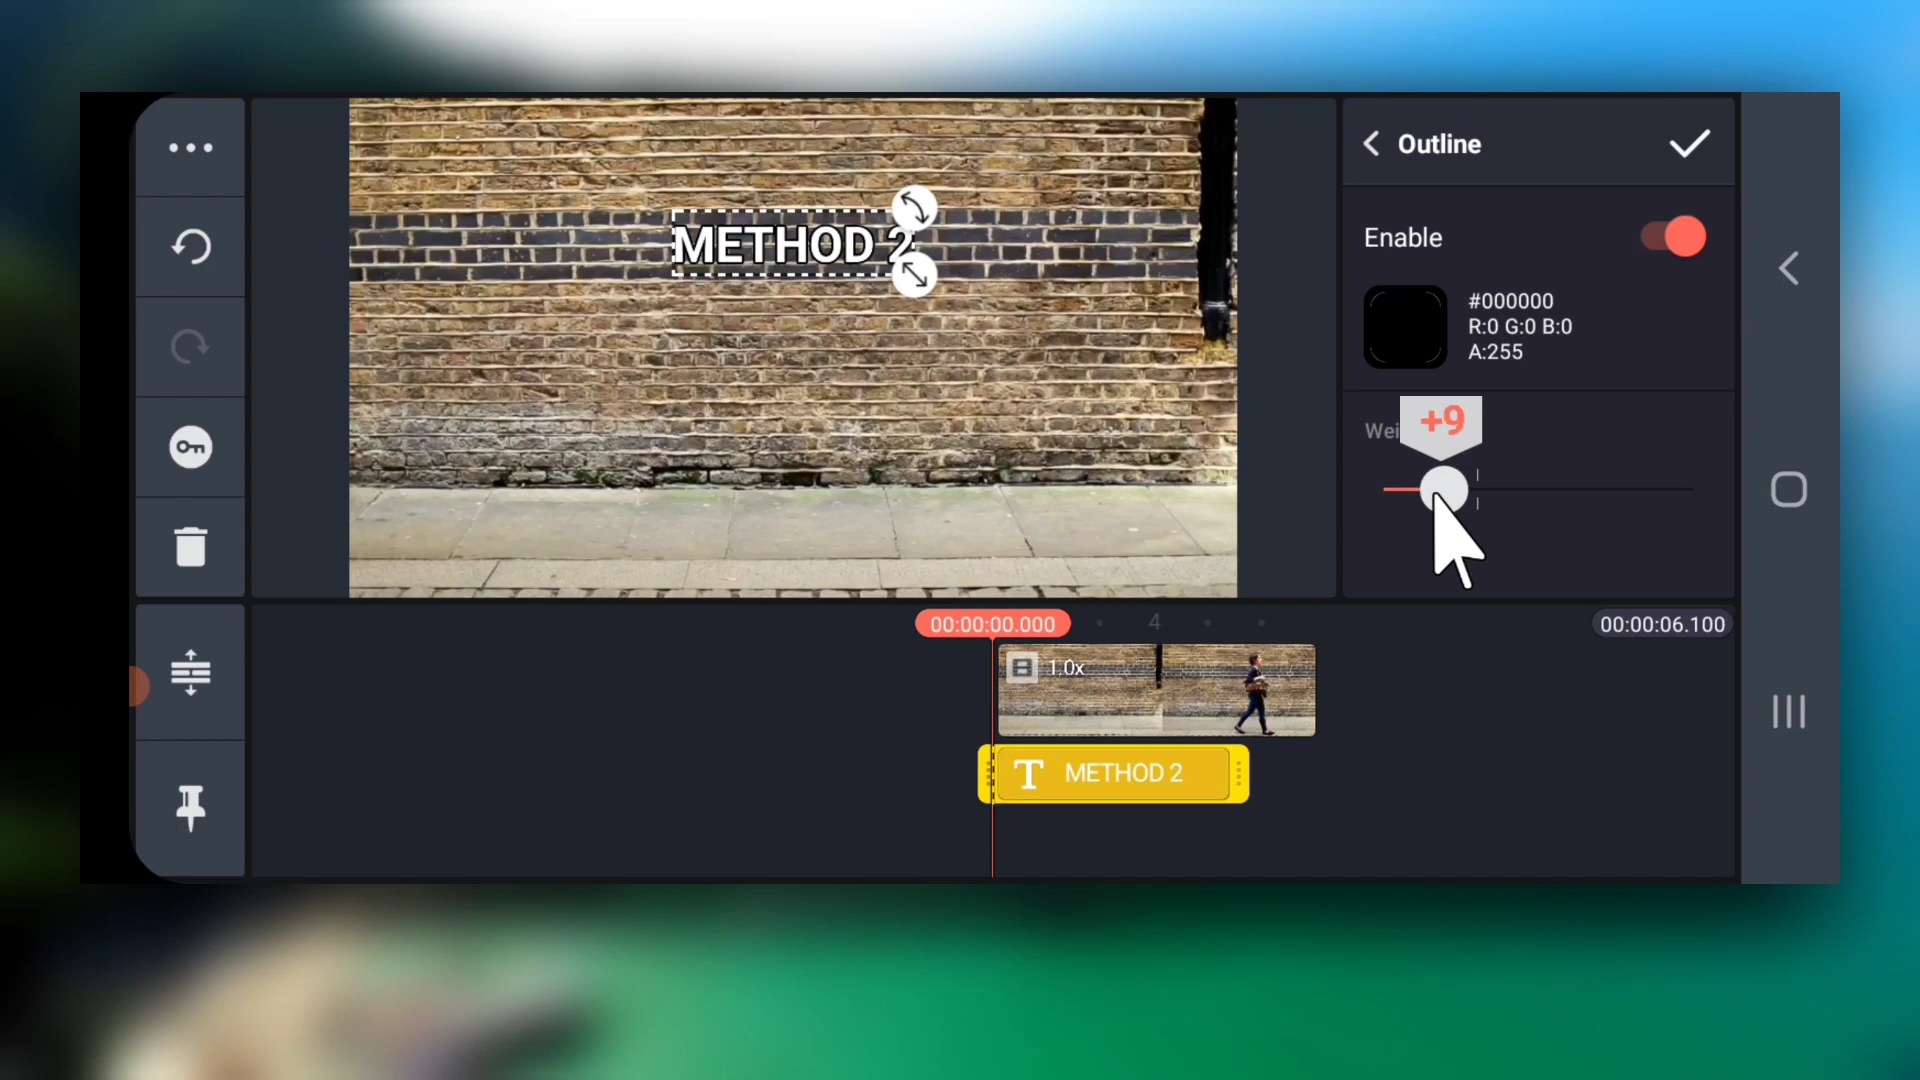 Outline
METHOD 2
Enable
#000000
R:0 G:0 B:0
A:255
+9
Wei
00:00:00.000
4
00:00:06.100
1.0x
T METHOD 2